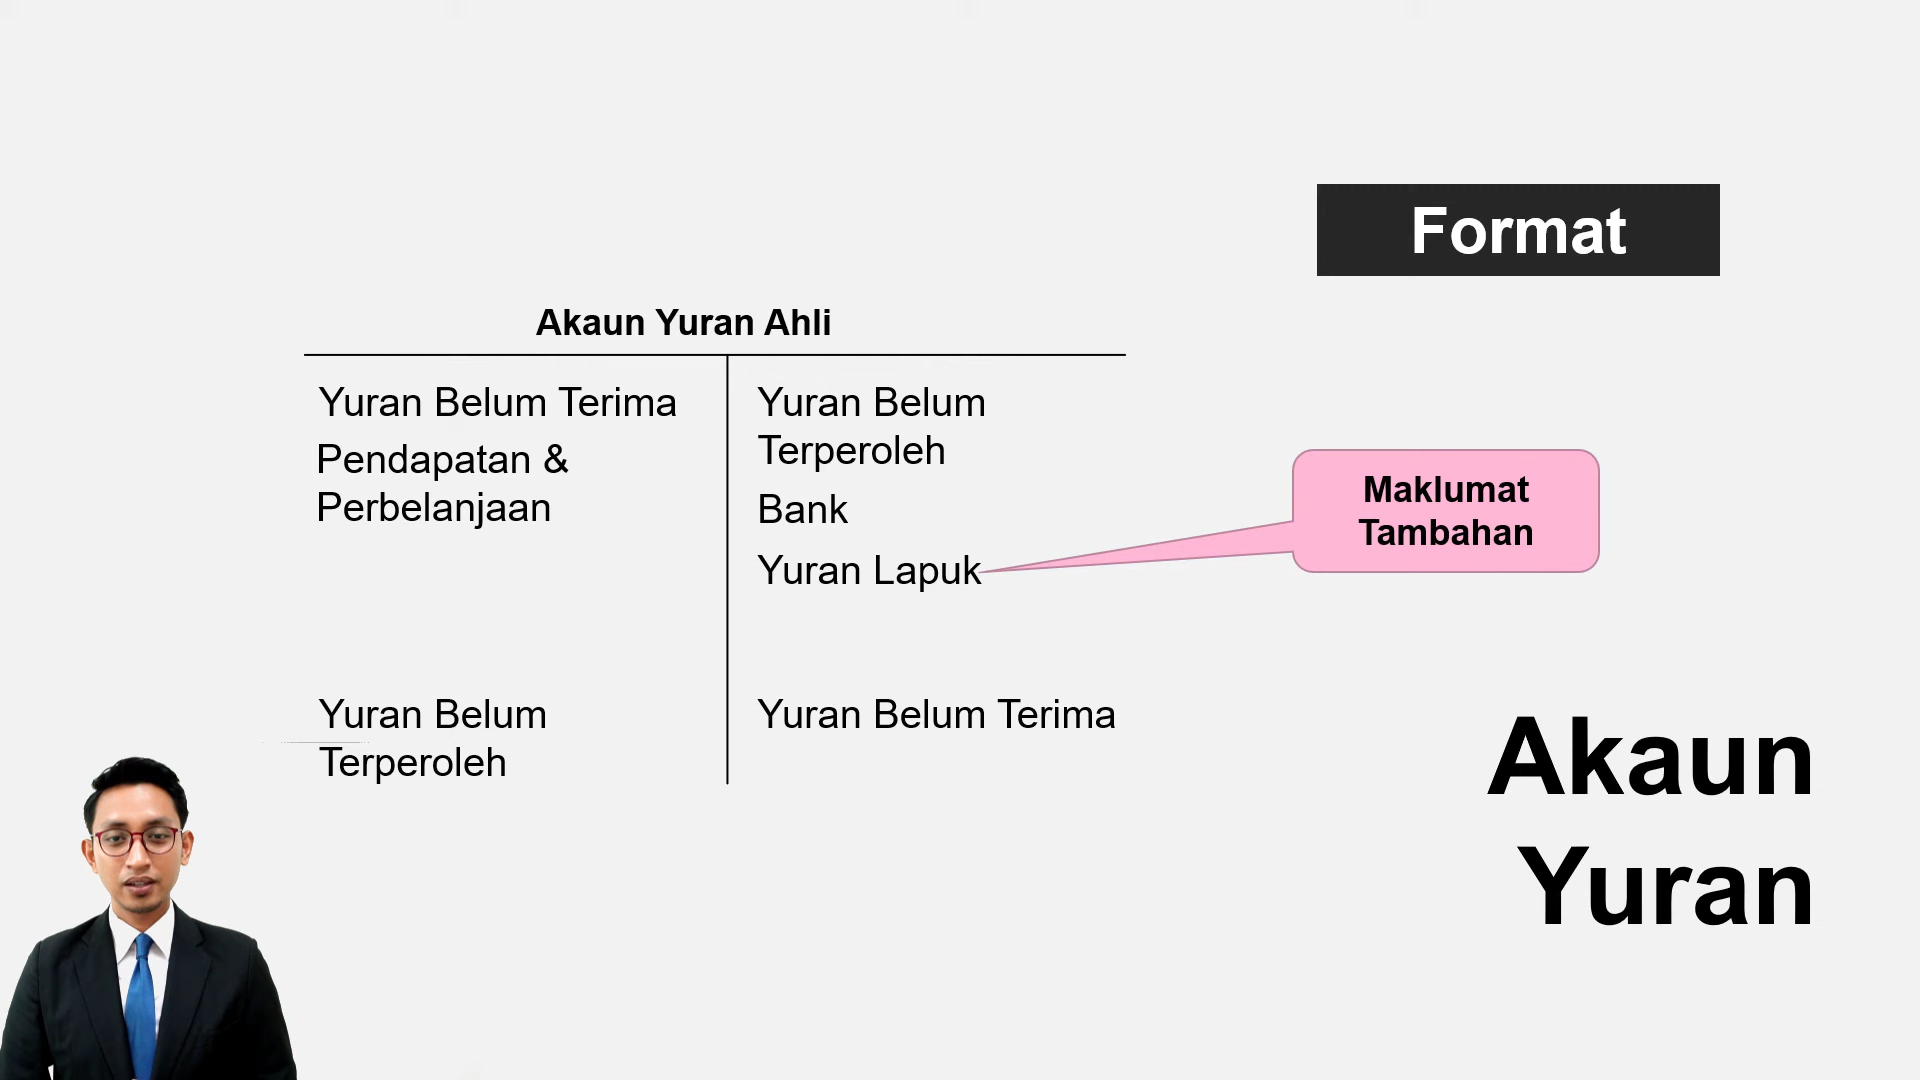 Format
Akaun Yuran Ahli
Yuran Belum Terima
Pendapatan &
Perbelanjaan
Yuran Belum
Terperoleh
Yuran Belum
Terperoleh
Bank
Yuran Lapuk
Yuran Belum Terima
Maklumat
Tambahan
Akaun
Yuran